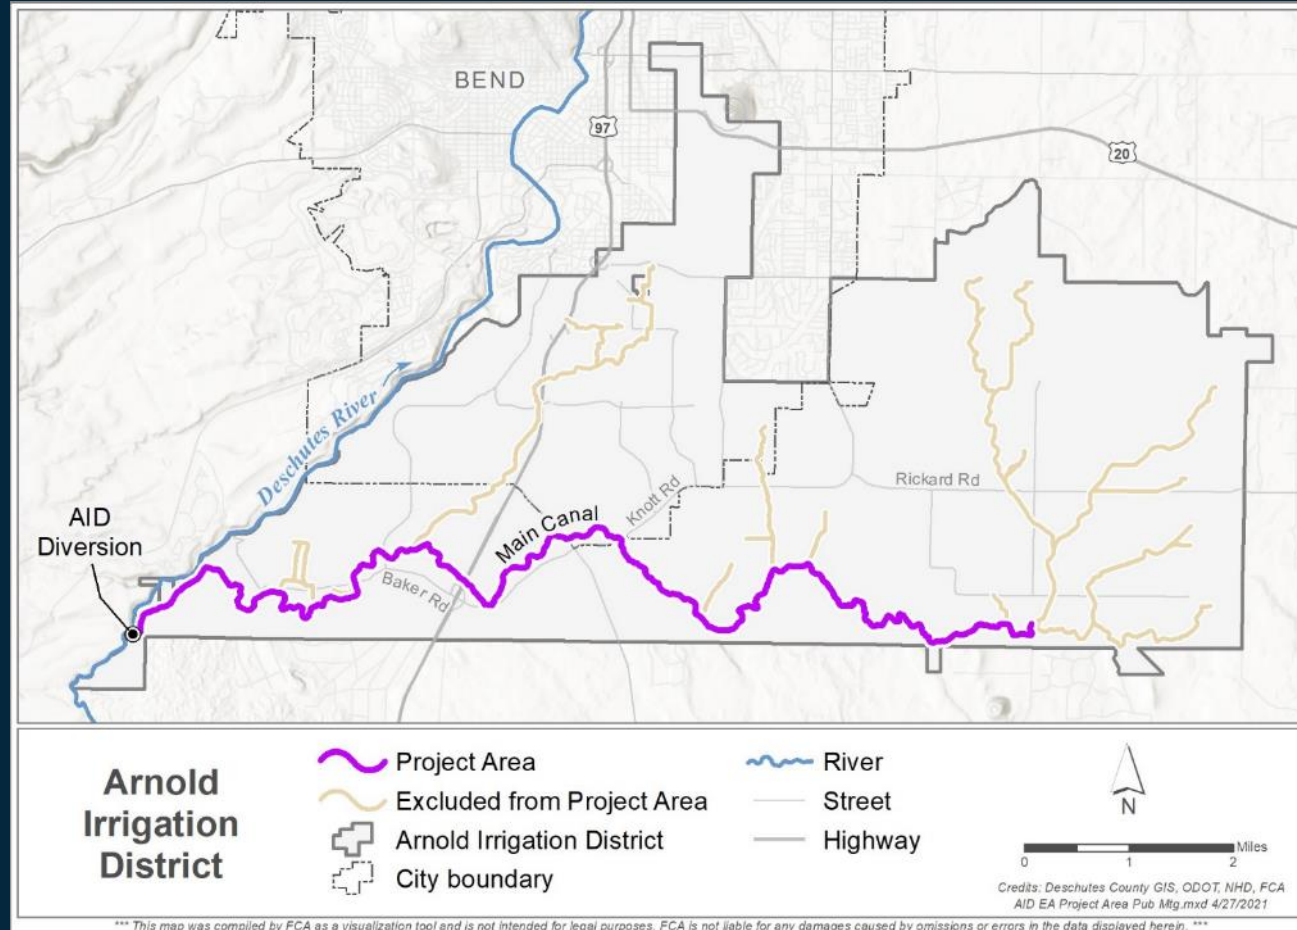 BEND
97
20
Deschutes River
AID
Diversion
Rickard Rd
Knott Rd
Main Canal
Baker Rd
Arnold
Irrigation
District
Project Area
Excluded from Project Area
Arnold Irrigation District
City boundary
River
Street
Highway
N
0 1 2 Miles
Credits: Deschutes County GIS, ODOT, NHD, FCA
AID EA Project Area Pub Mtg.mxd 4/27/2021
*** This map was compiled by FCA as a visualization tool and is not intended for legal purposes. FCA is not liable for any damages caused by omissions or errors in the data displayed herein. ***